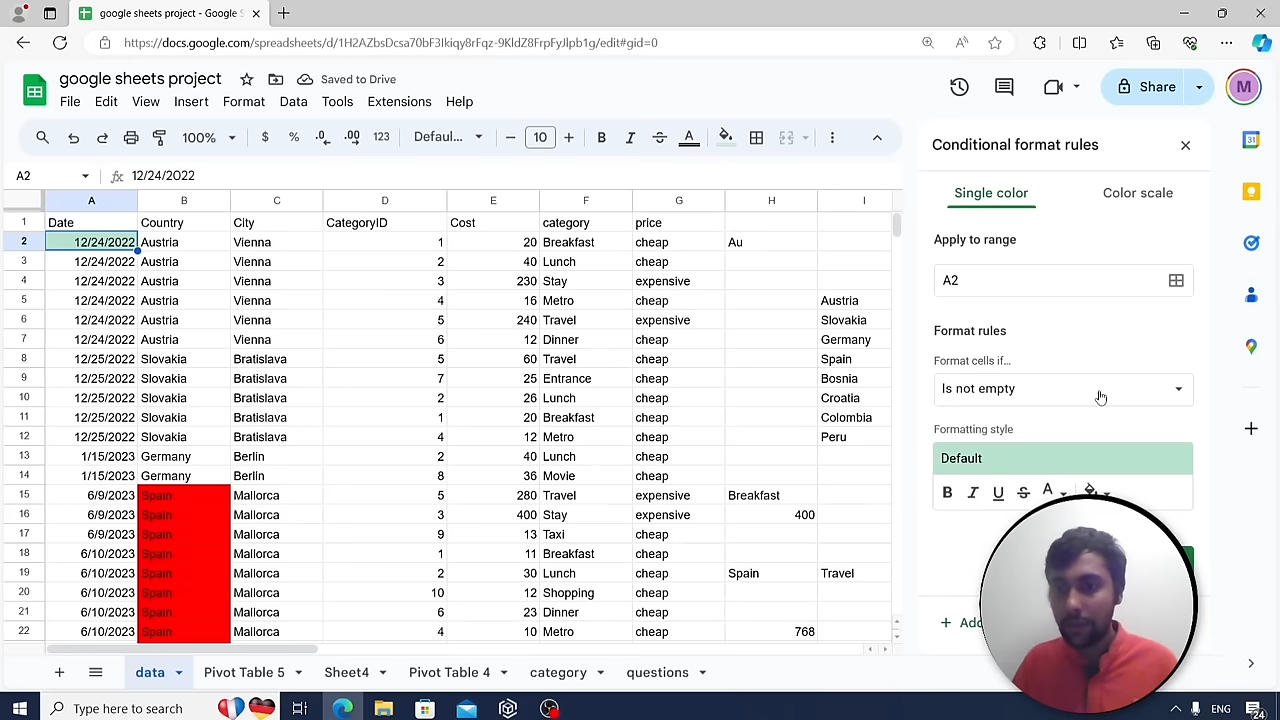 google sheets project - Google S
https://docs.google.com/spreadsheets/d/1H2AZbsDcsa70bF3Ikiqy8rFqz-9KldZ8FrpFyJlpb1g/edit#gid=0
google sheets project Saved to Drive
File Edit View Insert Format Data Tools Extensions Help
Share M
100% $ % .0 .00 123 Defaul... 10 B I A
A2 fx 12/24/2022
A B C D E F G H I
1 Date Country City CategoryID Cost category price
2 12/24/2022 Austria Vienna 1 20 Breakfast cheap Au
3 12/24/2022 Austria Vienna 2 40 Lunch cheap
4 12/24/2022 Austria Vienna 3 230 Stay expensive
5 12/24/2022 Austria Vienna 4 16 Metro cheap Austria
6 12/24/2022 Austria Vienna 5 240 Travel expensive Slovakia
7 12/24/2022 Austria Vienna 6 12 Dinner cheap Germany
8 12/25/2022 Slovakia Bratislava 5 60 Travel cheap Spain
9 12/25/2022 Slovakia Bratislava 7 25 Entrance cheap Bosnia
10 12/25/2022 Slovakia Bratislava 2 26 Lunch cheap Croatia
11 12/25/2022 Slovakia Bratislava 1 20 Breakfast cheap Colombia
12 12/25/2022 Slovakia Bratislava 4 12 Metro cheap Peru
13 1/15/2023 Germany Berlin 2 40 Lunch cheap
14 1/15/2023 Germany Berlin 8 36 Movie cheap
15 6/9/2023 Spain Mallorca 5 280 Travel expensive Breakfast
16 6/9/2023 Spain Mallorca 3 400 Stay expensive 400
17 6/9/2023 Spain Mallorca 9 13 Taxi cheap
18 6/10/2023 Spain Mallorca 1 11 Breakfast cheap
19 6/10/2023 Spain Mallorca 2 30 Lunch cheap Spain Travel
20 6/10/2023 Spain Mallorca 10 12 Shopping cheap
21 6/10/2023 Spain Mallorca 6 23 Dinner cheap
22 6/10/2023 Spain Mallorca 4 10 Metro cheap 768
Conditional format rules
Single color Color scale
Apply to range
A2
Format rules
Format cells if...
Is not empty
Formatting style
Default
B I U S A
+ Add
31
data Pivot Table 5 Sheet4 Pivot Table 4 category questions
Type here to search
ENG
24